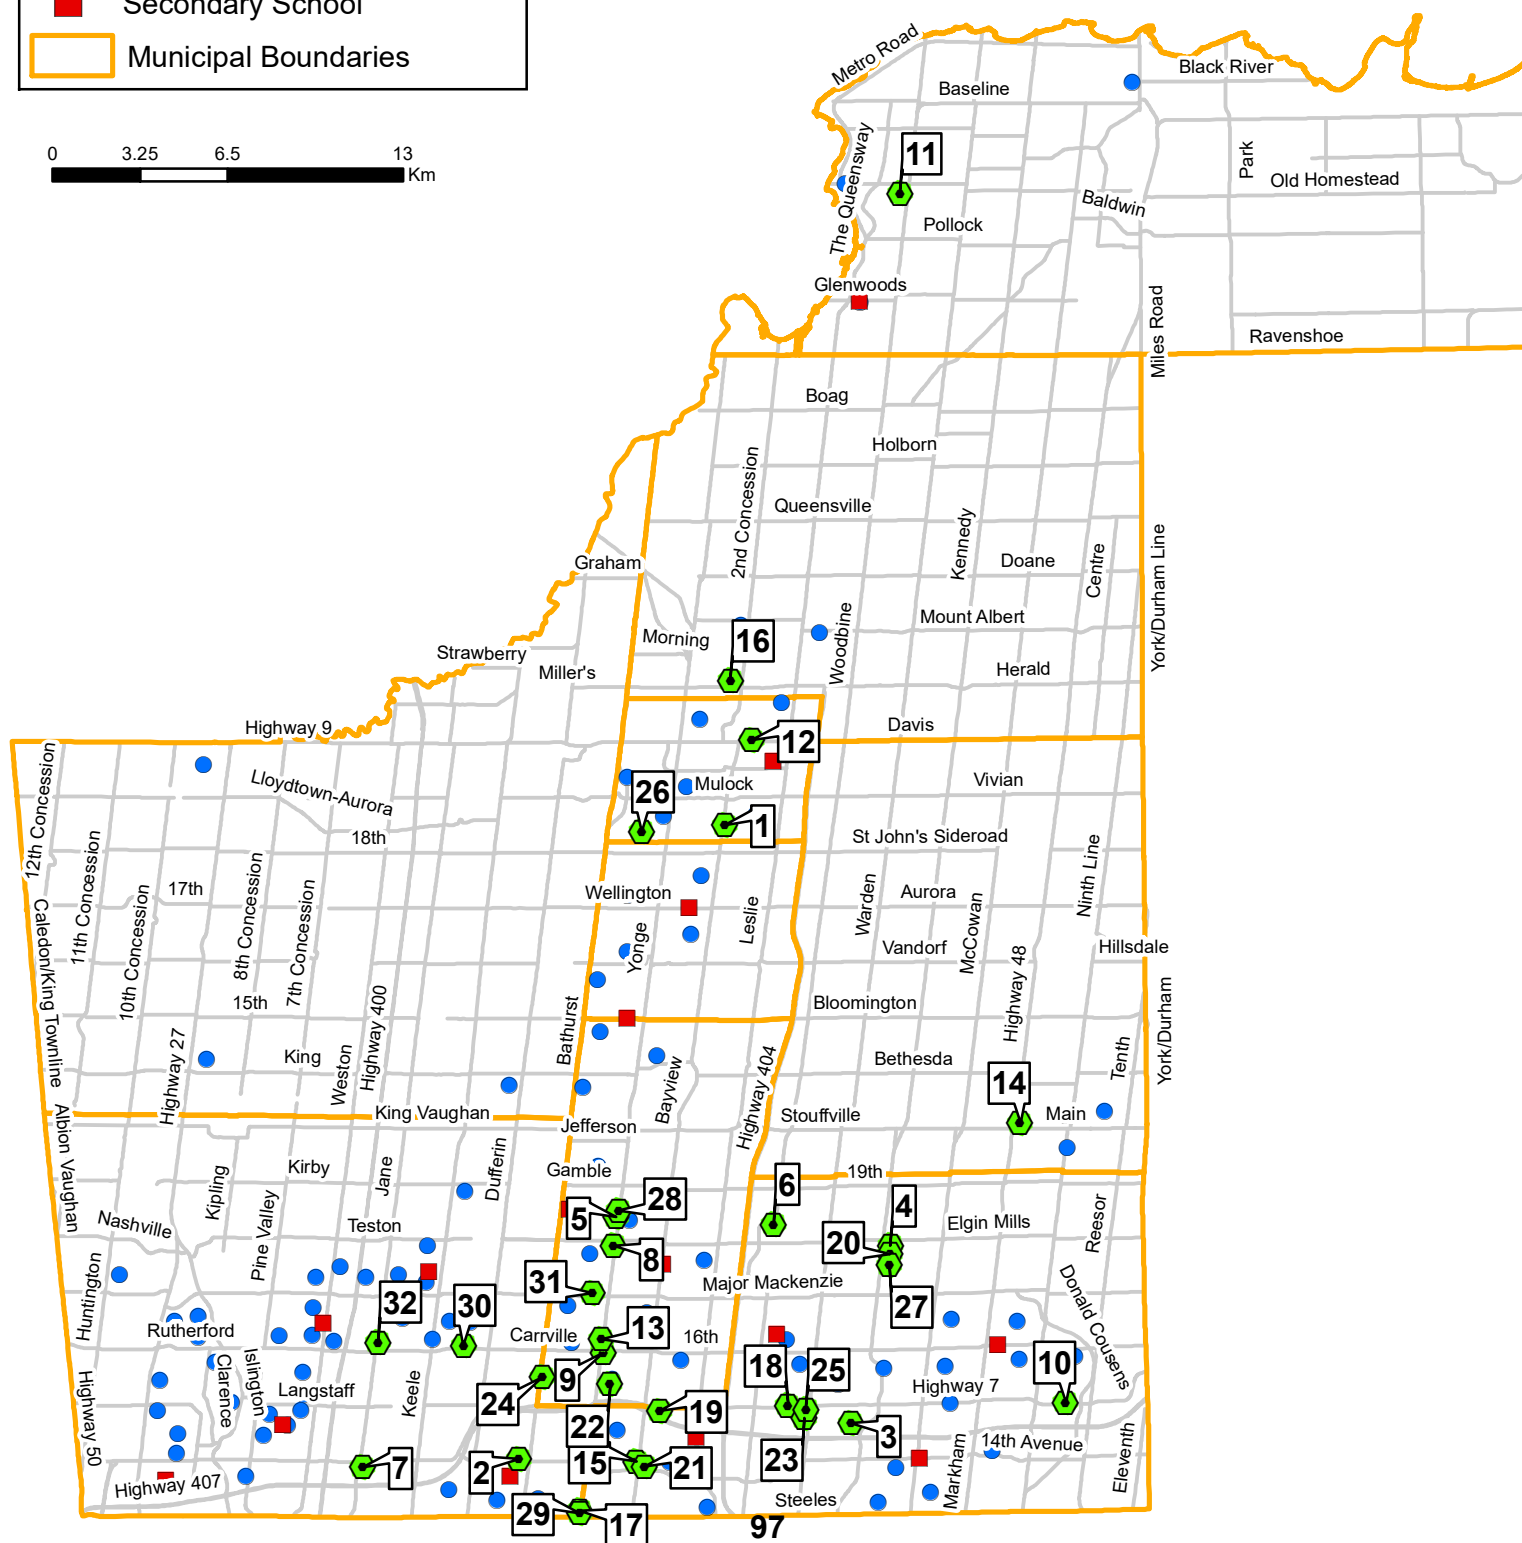 Secondary School
Municipal Boundaries
0 3.25 6.5 13
Km
Metro Road
Black River
Baseline
The Queensway
11
Park
Old Homestead
Baldwin
Pollock
Glenwoods
Miles Road
Ravenshoe
Boag
Holborn
2nd Concession
Queensville
Kennedy
Graham
Doane
Centre
York/Durham Line
Mount Albert
Woodbine
Morning
16
Strawberry
Miller's
Herald
Highway 9
Davis
12
12th Concession
Lloydtown-Aurora
Mulock
Vivian
26
1
18th
St John's Sideroad
Ninth Line
11th Concession
17th
8th Concession
7th Concession
Wellington
Aurora
Warden
McCowan
Leslie
10th Concession
Caledon/King Townline
Yonge
Vandorf
Hillsdale
Highway 48
15th
Highway 400
Bathurst
Bloomington
York/Durham
Highway 27
King
Weston
Bayview
Highway 404
Bethesda
Tenth
14
Albion Vaughan
King Vaughan
Jefferson
Stouffville
Main
Kirby
Jane
Dufferin
Gamble
19th
6
Kipling
Pine Valley
28
5
4
Nashville
Teston
20
Elgin Mills
Reesor
8
Huntington
31
Major Mackenzie
27
Donald Cousens
32
30
Rutherford
Carrville
13
16th
Islington
Clarence
Langstaff
Keele
24
9
18
25
10
Highway 7
Highway 50
22
19
23
3
14th Avenue
Eleventh
Markham
7
2
15
21
Highway 407
Steeles
29
17
97